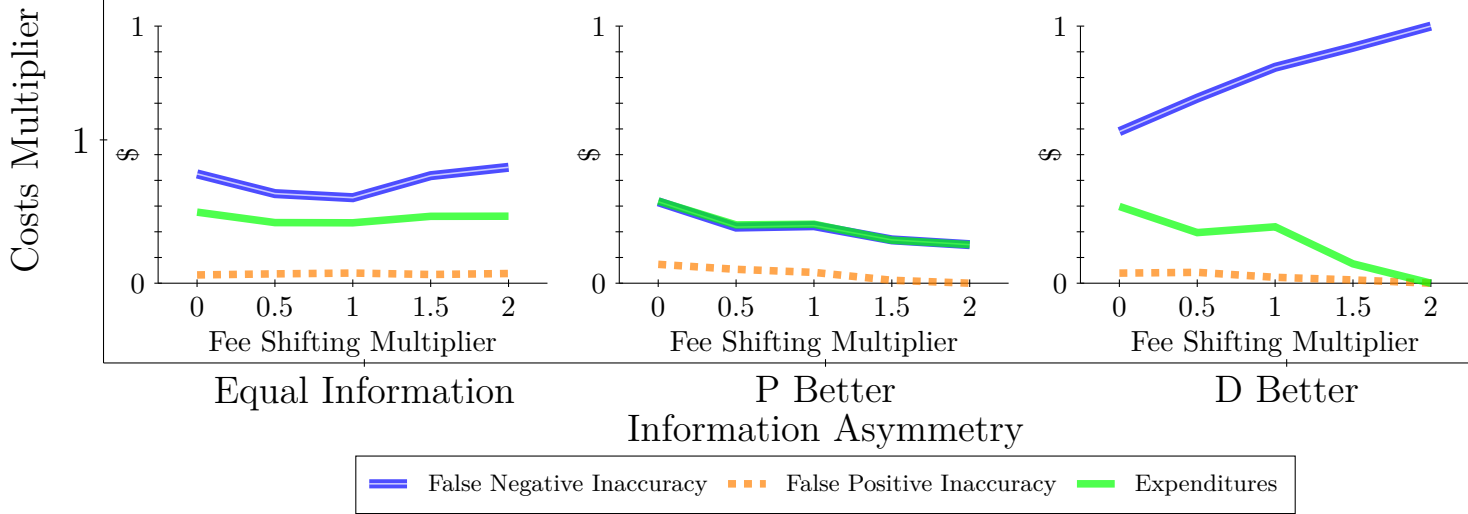 Costs Multiplier
1
1
$
0
0 0.5 1 1.5 2
Fee Shifting Multiplier
1
$
0
0 0.5 1 1.5 2
Fee Shifting Multiplier
1
$
0
0 0.5 1 1.5 2
Fee Shifting Multiplier
Equal Information
P Better
D Better
Information Asymmetry
False Negative Inaccuracy False Positive Inaccuracy Expenditures